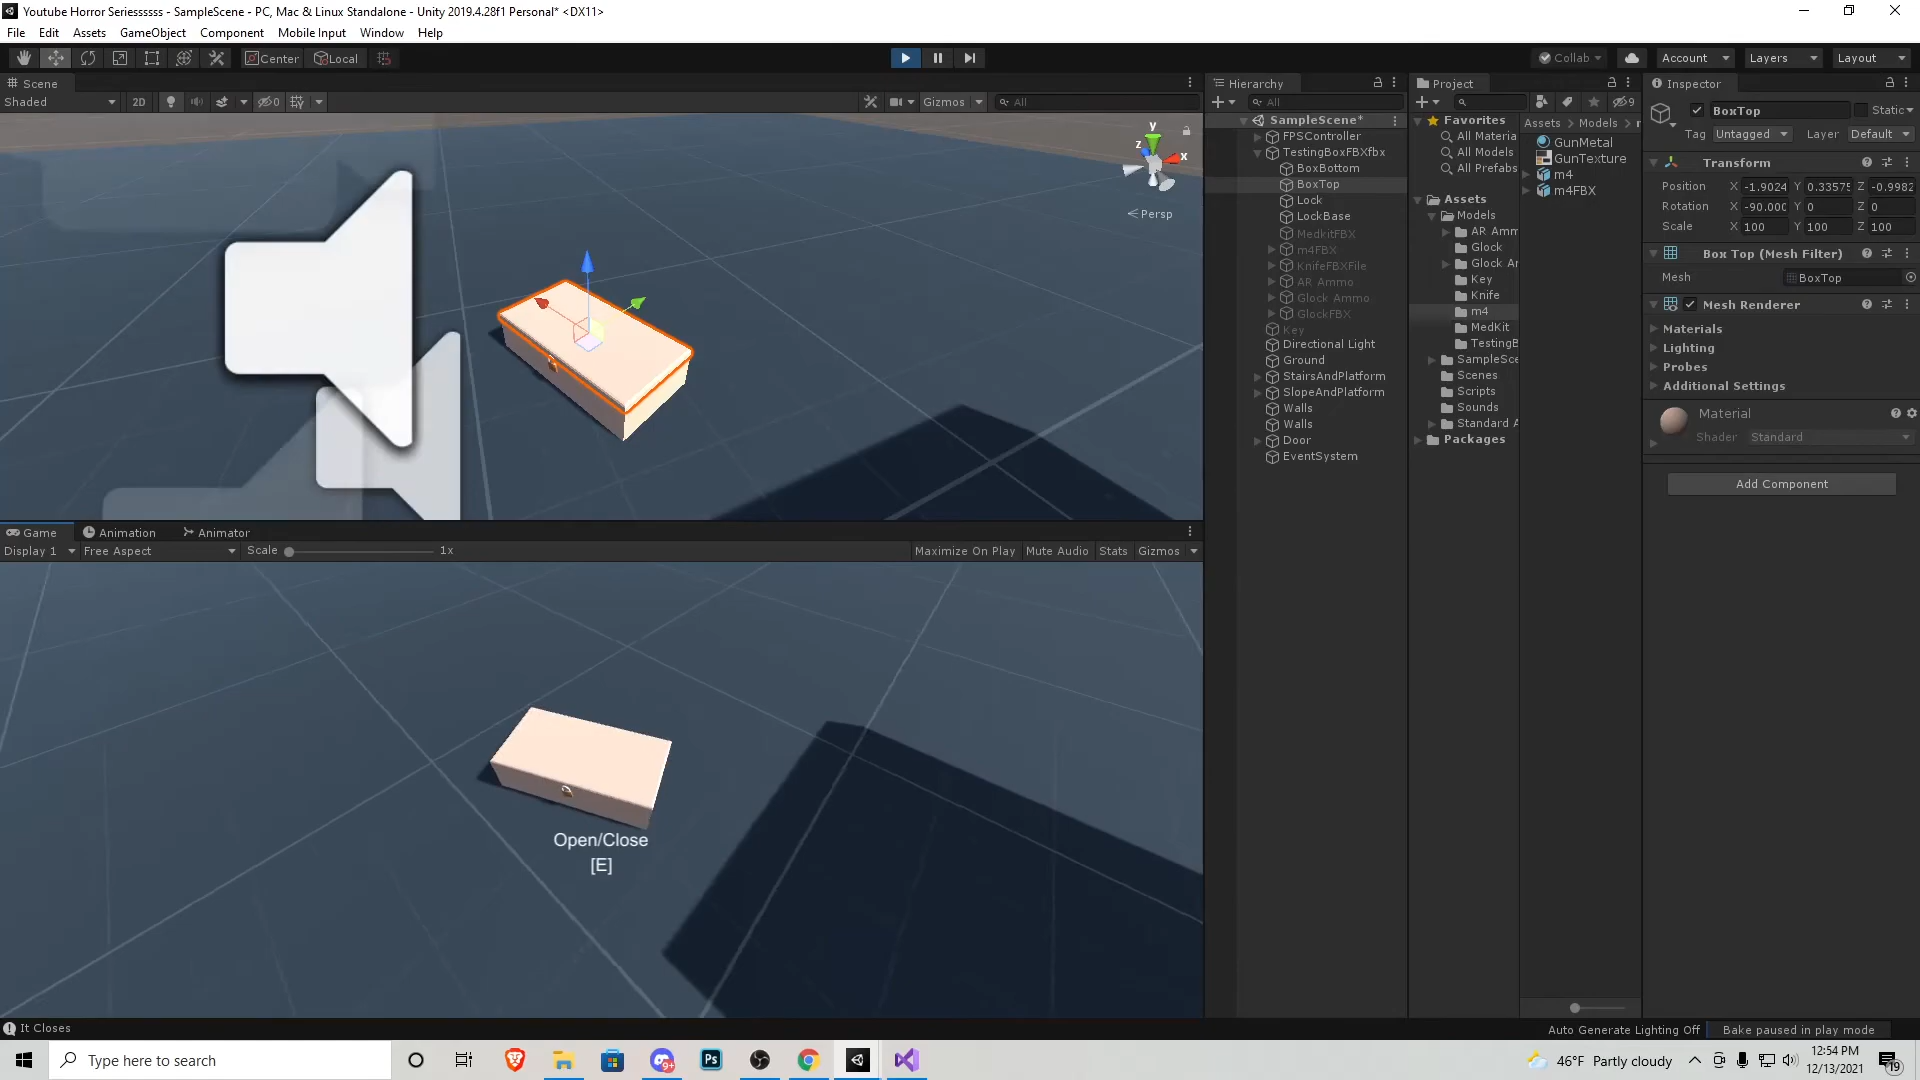 Youtube Horror Seriesssss - SampleScene - PC, Mac & Linux Standalone - Unity 2019.4.28f1 Personal* <DX11>
File Edit Assets GameObject Component Mobile Input Window Help
Center Local Collab Account Layers Layout
Scene
Shaded 2D 0 Gizmos All
y
z x
Persp
Game Animation Animator
Display 1 Free Aspect Scale 1x Maximize On Play Mute Audio Stats Gizmos
Open/Close
[E]
Hierarchy
All
SampleScene*
FPSController
TestingBoxFBXfbx
BoxBottom
BoxTop
Lock
LockBase
MedkitFBX
m4FBX
KnifeFBXFile
AR Ammo
Glock Ammo
GlockFBX
Key
Directional Light
Ground
StairsAndPlatform
SlopeAndPlatform
Walls
Walls
Door
EventSystem
Project
9
Favorites
All Materia
All Models
All Prefabs
Assets
Models
AR Amm
Glock
Glock Ar
Key
Knife
m4
MedKit
TestingB
SampleSce
Scenes
Scripts
Sounds
Standard A
Packages
Assets > Models >
GunMetal
GunTexture
m4
m4FBX
Inspector
BoxTop Static
Tag Untagged Layer Default
Transform
Position X -1.9024 Y 0.3357 Z -0.9982
Rotation X -90.000 Y 0 Z 0
Scale X 100 Y 100 Z 100
Box Top (Mesh Filter)
Mesh BoxTop
Mesh Renderer
Materials
Lighting
Probes
Additional Settings
Material
Shader Standard
Add Component
It Closes
Auto Generate Lighting Off Bake paused in play mode
Type here to search
9+
Ps
46°F Partly cloudy
12:54 PM
12/13/2021
19